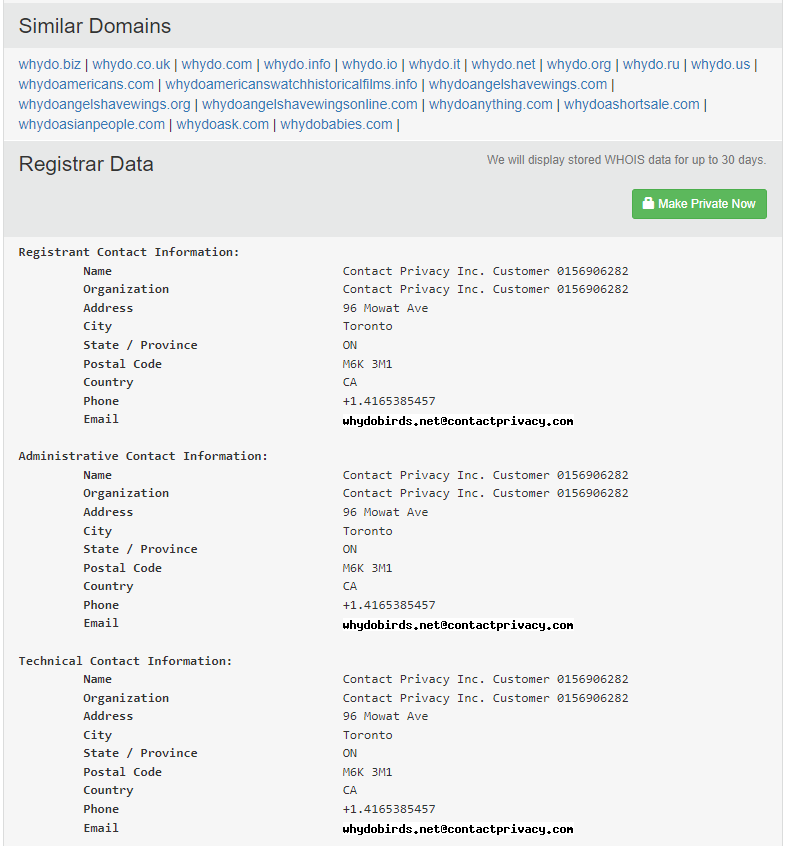 Similar Domains
whydo.biz | whydo.co.uk | whydo.com | whydo.info | whydo.io | whydo.it | whydo.net | whydo.org | whydo.ru | whydo.us |
whydoamericans.com | whydoamericanswatchhistoricalfilms.info | whydoangelshavewings.com |
whydoangelshavewings.org | whydoangelshavewingsonline.com | whydoanything.com | whydoashortsale.com |
whydoasianpeople.com | whydoask.com | whydobabies.com |
Registrar Data
We will display stored WHOIS data for up to 30 days.
Make Private Now
Registrant Contact Information:
Name Contact Privacy Inc. Customer 0156906282
Organization Contact Privacy Inc. Customer 0156906282
Address 96 Mowat Ave
City Toronto
State / Province ON
Postal Code M6K 3M1
Country CA
Phone +1.4165385457
Email whydobirds.net@contactprivacy.com
Administrative Contact Information:
Name Contact Privacy Inc. Customer 0156906282
Organization Contact Privacy Inc. Customer 0156906282
Address 96 Mowat Ave
City Toronto
State / Province ON
Postal Code M6K 3M1
Country CA
Phone +1.4165385457
Email whydobirds.net@contactprivacy.com
Technical Contact Information:
Name Contact Privacy Inc. Customer 0156906282
Organization Contact Privacy Inc. Customer 0156906282
Address 96 Mowat Ave
City Toronto
State / Province ON
Postal Code M6K 3M1
Country CA
Phone +1.4165385457
Email whydobirds.net@contactprivacy.com